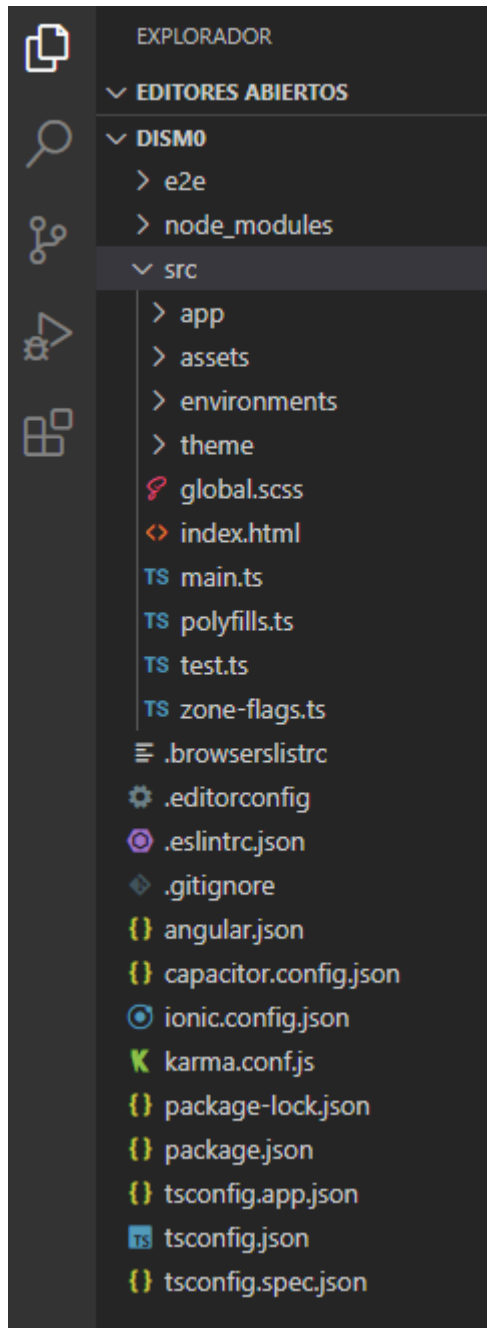 EXPLORADOR
EDITORES ABIERTOS
DISM0
e2e
node_modules
src
app
assets
environments
theme
global.scss
index.html
TS main.ts
TS polyfills.ts
TS test.ts
TS zone-flags.ts
.browserslistrc
.editorconfig
.eslintrc.json
.gitignore
{} angular.json
{} capacitor.config.json
ionic.config.json
karma.conf.js
{} package-lock.json
{} package.json
{} tsconfig.app.json
TS tsconfig.json
{} tsconfig.spec.json